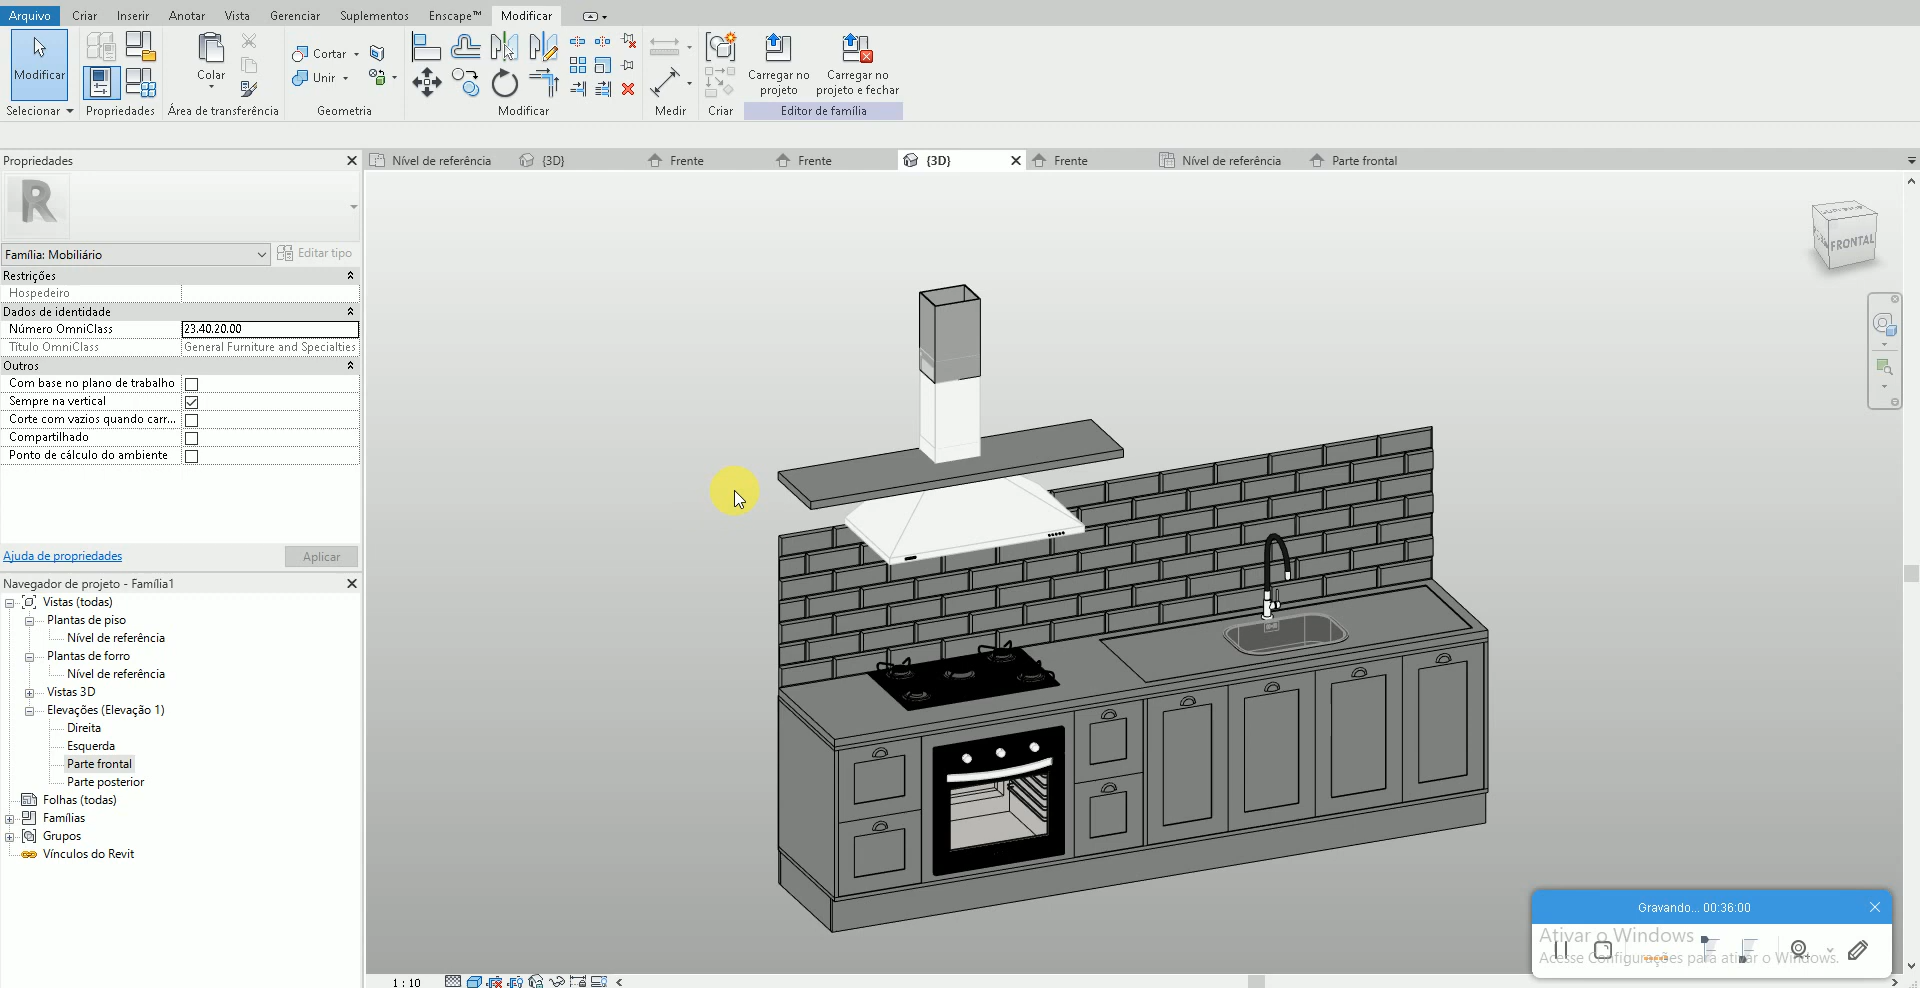 Arquivo Criar Inserir Anotar Vista Gerenciar Suplementos Enscape™ Modificar
Modificar
Colar
Cortar
Unir
Carregar no projeto
Carregar no projeto e fechar
Selecionar Propriedades Área de transferência Geometria Modificar Medir Criar Editor de família
Propriedades
Nível de referência {3D} Frente Frente {3D} Frente Nível de referência Parte frontal
R
Família: Mobiliário Editar tipo
Restrições
Hospedeiro
Dados de identidade
Número OmniClass 23.40.20.00
Título OmniClass General Furniture and Specialties
Outros
Com base no plano de trabalho
Sempre na vertical
Corte com vazios quando carr...
Compartilhado
Ponto de cálculo do ambiente
Ajuda de propriedades Aplicar
Navegador de projeto - Família1
Vistas (todas)
Plantas de piso
Nível de referência
Plantas de forro
Nível de referência
Vistas 3D
Elevações (Elevação 1)
Direita
Esquerda
Parte frontal
Parte posterior
Folhas (todas)
Famílias
Grupos
Vínculos do Revit
FRONTAL
Gravando... 00:36:00
Ativar o Windows
Acesse Configurações para ativar o Windows.
1 : 10